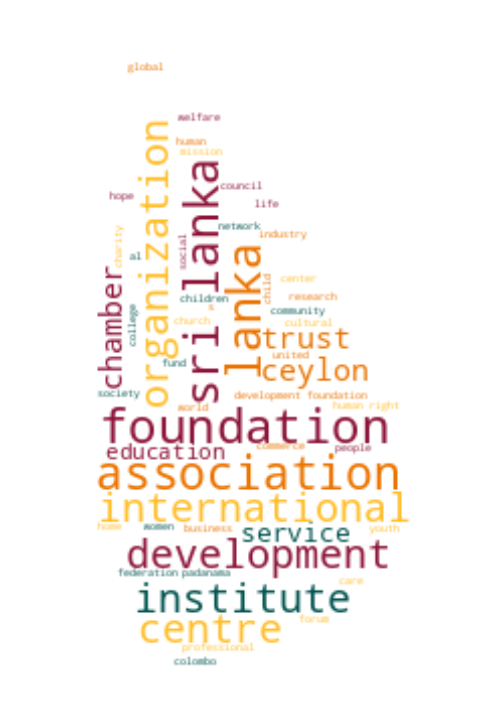 global
welfare
human
mission
organization
sri lanka
council
hope
life
network
industry
charity
social
al
lanka
chamber
college
child
center
children
research
s
community
church
cultural
trust
united
fund
ceylon
society
development foundation
world
human right
foundation
commerce
people
education
association
international
home
women
business
service
youth
development
federation
padanama
care
institute
forum
centre
professional
colombo